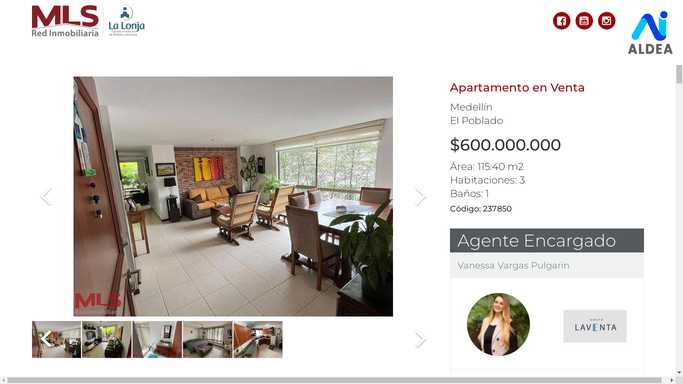 MLS
Red Inmobiliaria
La Lonja
ALDEA
Apartamento en Venta
Medellín
El Poblado
$600.000.000
Área: 115.40 m2
Habitaciones: 3
Baños: 1
Código: 237850
Agente Encargado
Vanessa Vargas Pulgarin
LAVENTA
MLS